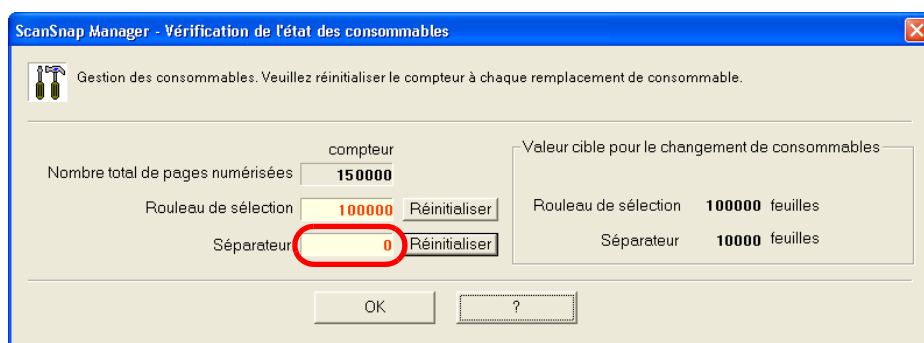 ScanSnap Manager - Vérification de l'état des consommables
Gestion des consommables. Veuillez réinitialiser le compteur à chaque remplacement de consommable.
compteur
Nombre total de pages numérisées 150000
Rouleau de sélection 100000 Réinitialiser
Séparateur 0 Réinitialiser
Valeur cible pour le changement de consommables
Rouleau de sélection 100000 feuilles
Séparateur 10000 feuilles
OK ?